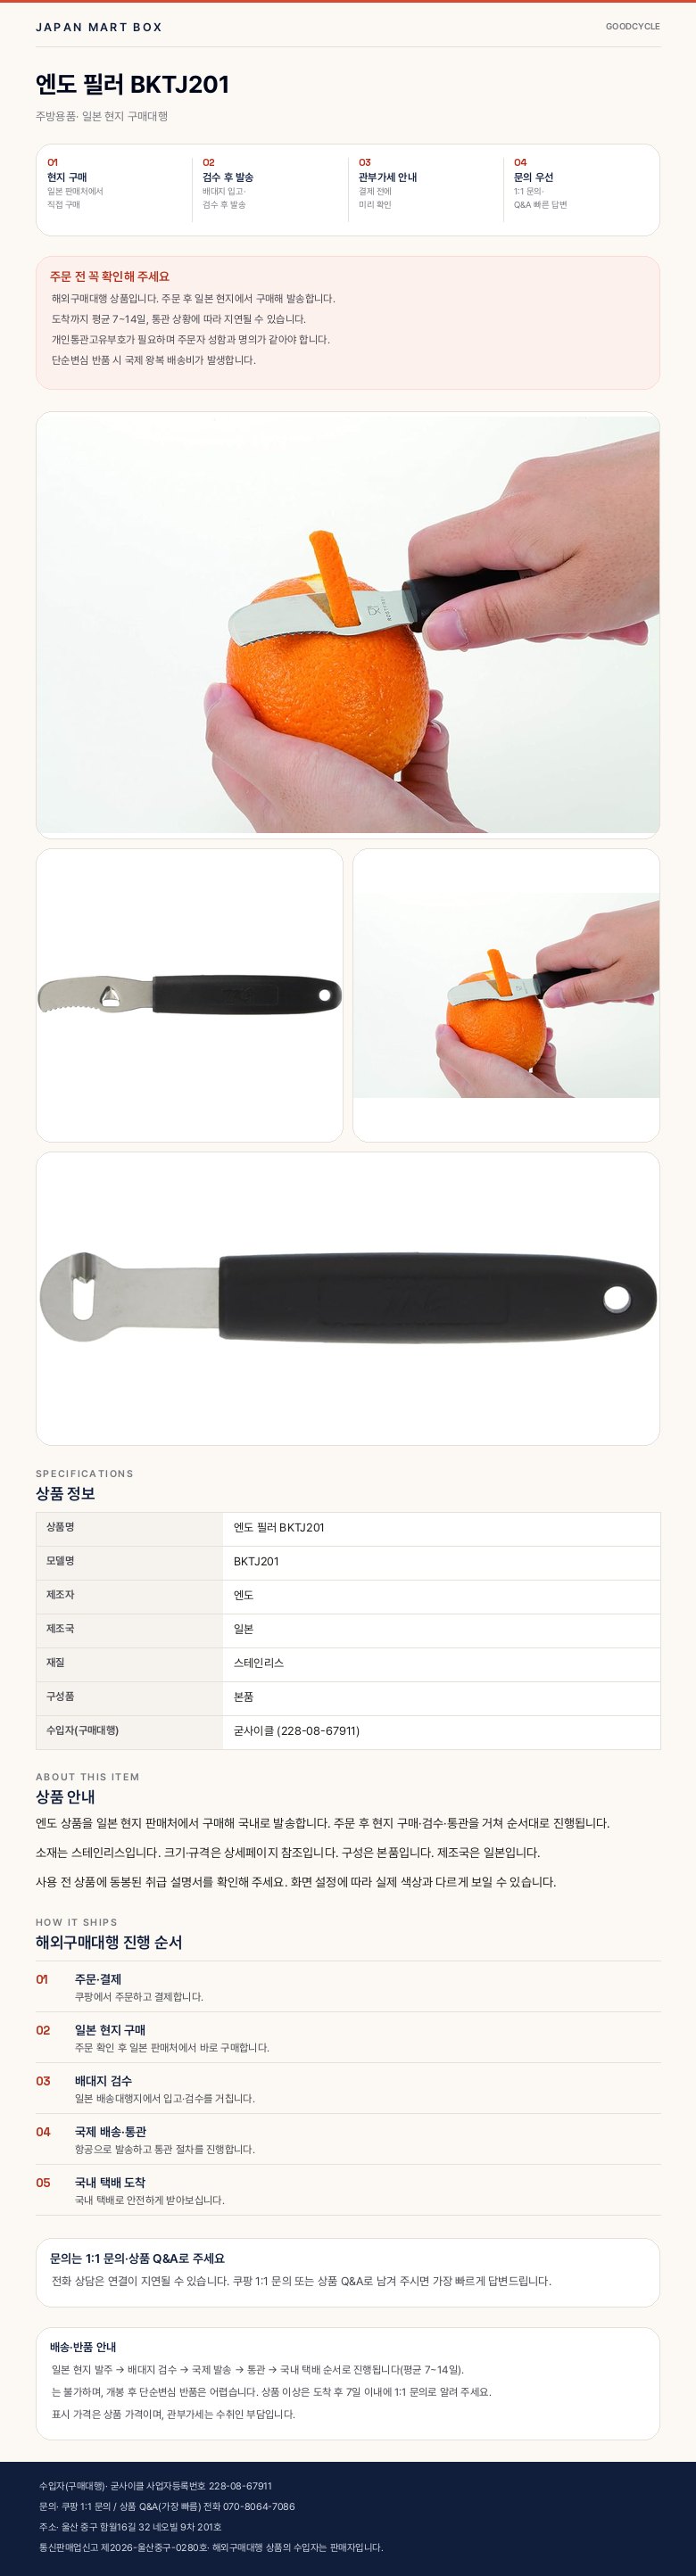 JAPAN MART BOX
GOODCYCLE
엔도 필러 BKTJ201
주방용품· 일본 현지 구매대행
01
현지 구매
일본 판매처에서
직접 구매
02
검수 후 발송
배대지 입고·
검수 후 발송
03
관부가세 안내
결제 전에
미리 확인
04
문의 우선
1:1 문의·
Q&A 빠른 답변
주문 전 꼭 확인해 주세요
해외구매대행 상품입니다. 주문 후 일본 현지에서 구매해 발송합니다.
도착까지 평균 7~14일, 통관 상황에 따라 지연될 수 있습니다.
개인통관고유부호가 필요하며 주문자 성함과 명의가 같아야 합니다.
단순변심 반품 시 국제 왕복 배송비가 발생합니다.
SPECIFICATIONS
상품 정보
상품명 엔도 필러 BKTJ201
모델명 BKTJ201
제조자 엔도
제조국 일본
재질 스테인리스
구성품 본품
수입자(구매대행) 굳사이클 (228-08-67911)
ABOUT THIS ITEM
상품 안내
엔도 상품을 일본 현지 판매처에서 구매해 국내로 발송합니다. 주문 후 현지 구매·검수·통관을 거쳐 순서대로 진행됩니다.
소재는 스테인리스입니다. 크기·규격은 상세페이지 참조입니다. 구성은 본품입니다. 제조국은 일본입니다.
사용 전 상품에 동봉된 취급 설명서를 확인해 주세요. 화면 설정에 따라 실제 색상과 다르게 보일 수 있습니다.
HOW IT SHIPS
해외구매대행 진행 순서
01 주문·결제
쿠팡에서 주문하고 결제합니다.
02 일본 현지 구매
주문 확인 후 일본 판매처에서 바로 구매합니다.
03 배대지 검수
일본 배송대행지에서 입고·검수를 거칩니다.
04 국제 배송·통관
항공으로 발송하고 통관 절차를 진행합니다.
05 국내 택배 도착
국내 택배로 안전하게 받아보십니다.
문의는 1:1 문의·상품 Q&A로 주세요
전화 상담은 연결이 지연될 수 있습니다. 쿠팡 1:1 문의 또는 상품 Q&A로 남겨 주시면 가장 빠르게 답변드립니다.
배송·반품 안내
일본 현지 발주 → 배대지 검수 → 국제 발송 → 통관 → 국내 택배 순서로 진행됩니다(평균 7~14일).
는 불가하며, 개봉 후 단순변심 반품은 어렵습니다. 상품 이상은 도착 후 7일 이내에 1:1 문의로 알려 주세요.
표시 가격은 상품 가격이며, 관부가세는 수취인 부담입니다.
수입자(구매대행)· 굳사이클 사업자등록번호 228-08-67911
문의· 쿠팡 1:1 문의 / 상품 Q&A(가장 빠름) 전화 070-8064-7086
주소· 울산 중구 함월16길 32 네오빌 9차 201호
통신판매업신고 제2026-울산중구-0280호· 해외구매대행 상품의 수입자는 판매자입니다.